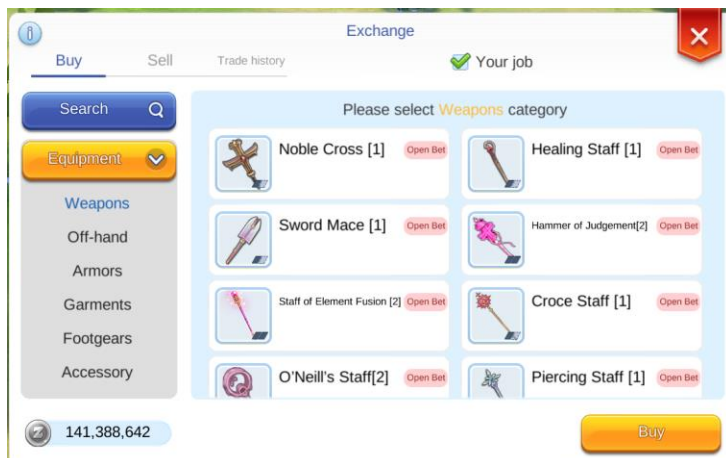 Exchange
Buy
Sell
Trade history
Your job
Search
Equipment
Weapons
Off-hand
Armors
Garments
Footgears
Accessory
141,388,642
Please select Weapons category
Noble Cross [1]
Open Bet
Healing Staff [1]
Open Bet
Sword Mace [1]
Open Bet
Hammer of Judgement[2]
Open Bet
Staff of Element Fusion [2]
Open Bet
Croce Staff [1]
Open Bet
O'Neill's Staff[2]
Open Bet
Piercing Staff [1]
Open Bet
Buy